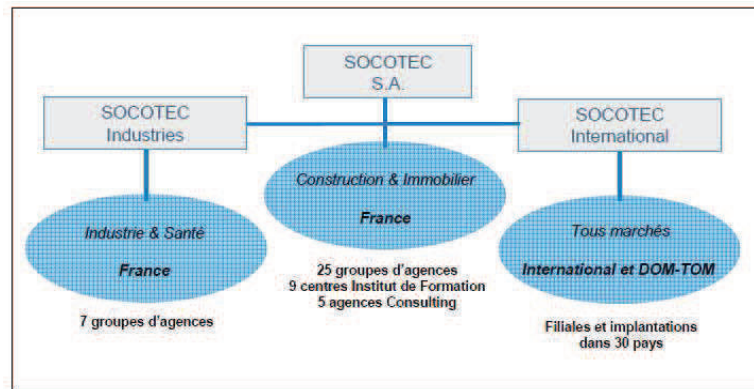 SOCOTEC
S.A.
SOCOTEC
Industries
SOCOTEC
International
Construction & Immobilier
France
Industrie & Santé
France
Tous marchés
International et DOM-TOM
25 groupes d'agences
9 centres Institut de Formation
5 agences Consulting
7 groupes d'agences
Filiales et implantations
dans 30 pays